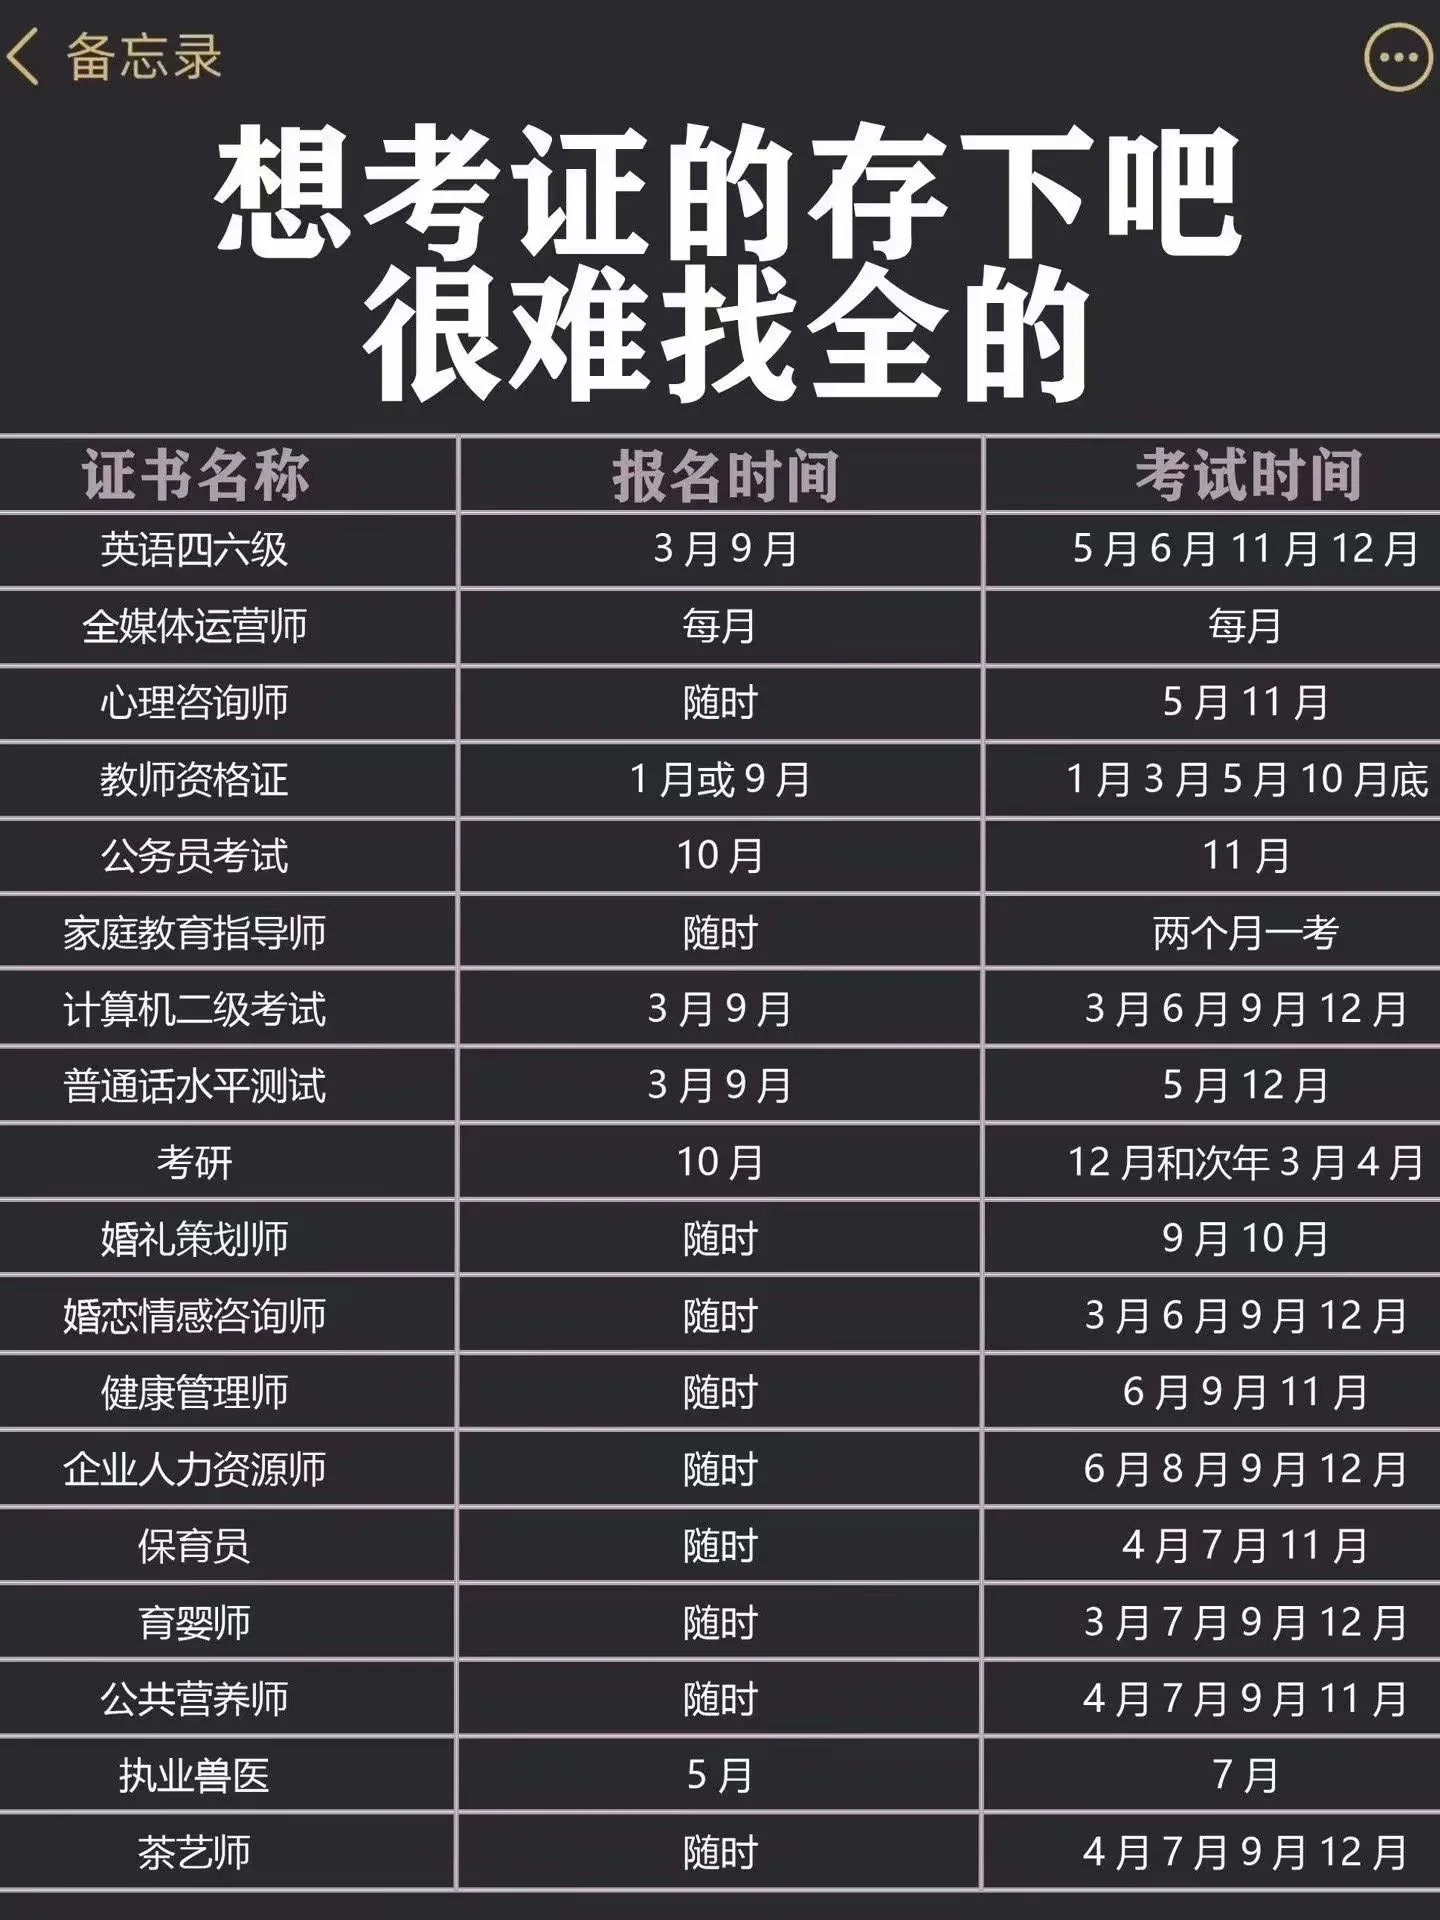 备忘录
想考证的存下吧
很难找全的
证书名称 报名时间 考试时间
英语四六级 3月9月 5月6月11月12月
全媒体运营师 每月 每月
心理咨询师 随时 5月11月
教师资格证 1月或9月 1月3月5月10月底
公务员考试 10月 11月
家庭教育指导师 随时 两个月一考
计算机二级考试 3月9月 3月6月9月12月
普通话水平测试 3月9月 5月12月
考研 10月 12月和次年3月4月
婚礼策划师 随时 9月10月
婚恋情感咨询师 随时 3月6月9月12月
健康管理师 随时 6月9月11月
企业人力资源师 随时 6月8月9月12月
保育员 随时 4月7月11月
育婴师 随时 3月7月9月12月
公共营养师 随时 4月7月9月11月
执业兽医 5月 7月
茶艺师 随时 4月7月9月12月